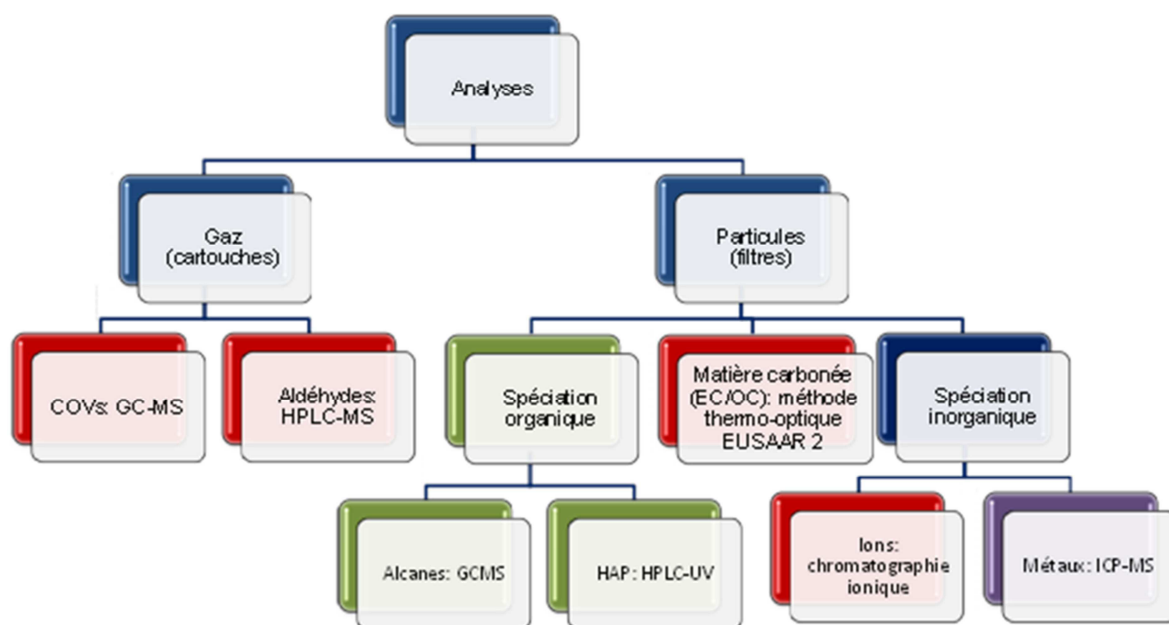 Analyses
Gaz
(cartouches)
Particules
(filtres)
COVs: GC-MS
Aldéhydes:
HPLC-MS
Spéciation
organique
Matière carbonée
(EC/OC): méthode
thermo-optique
EUSAAR 2
Spéciation
inorganique
Alcanes: GCMS
HAP: HPLC-UV
Ions:
chromatographie
ionique
Métaux: ICP-MS